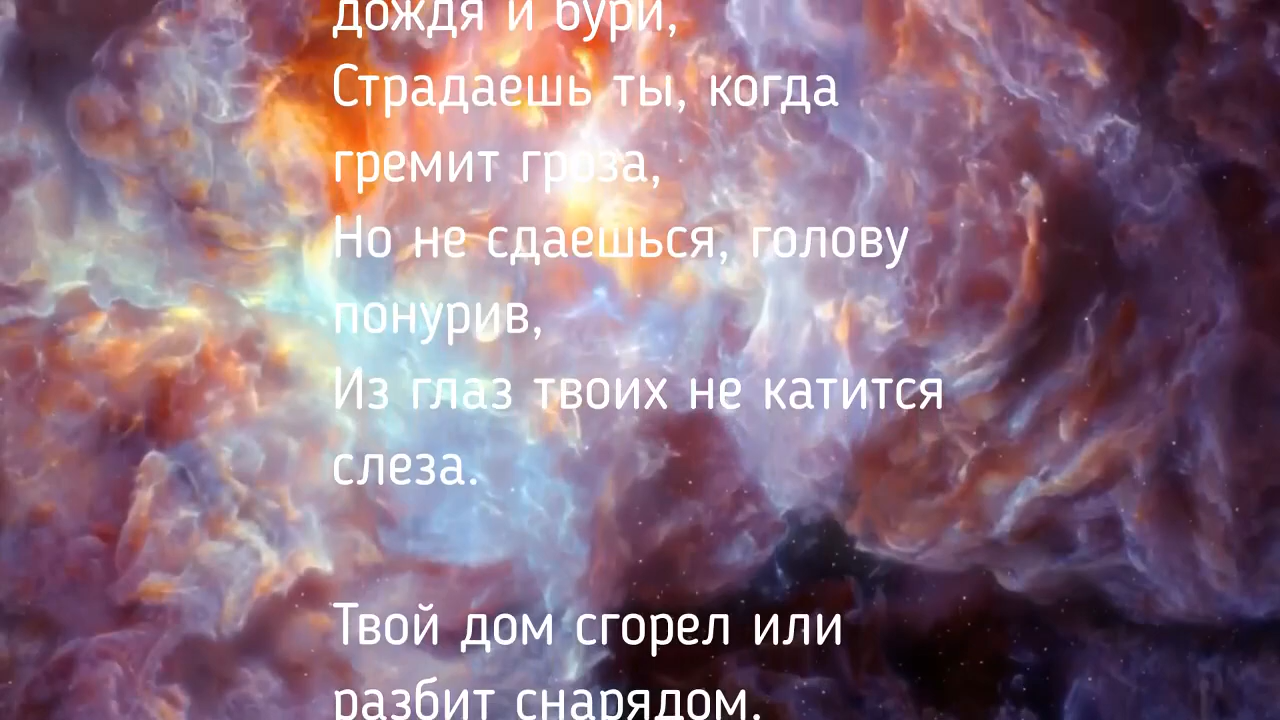 дождя и бури,
Страдаешь ты, когда
гремит гроза,
Но не сдаешься, голову
понурив,
Из глаз твоих не катится
слеза.
Твой дом сгорел или
разбит снарядом.